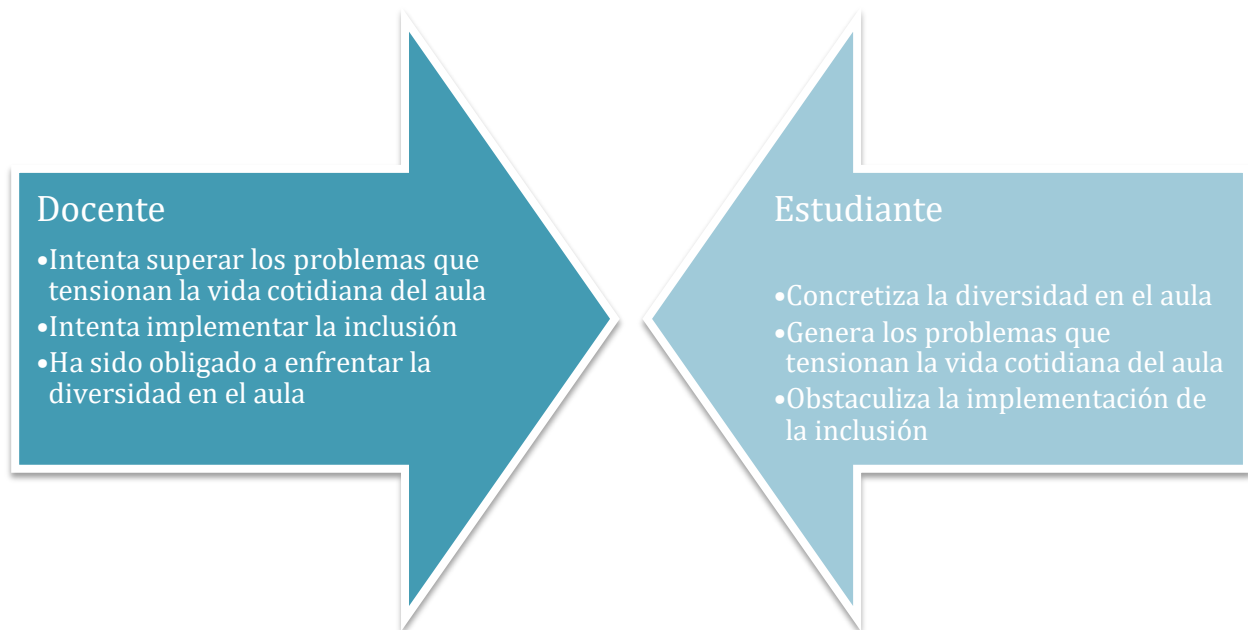 Docente
•Intenta superar los problemas que
tensionan la vida cotidiana del aula
•Intenta implementar la inclusión
•Ha sido obligado a enfrentar la
diversidad en el aula
Estudiante
•Concretiza la diversidad en el aula
•Genera los problemas que
tensionan la vida cotidiana del aula
•Obstaculiza la implementación de
la inclusión